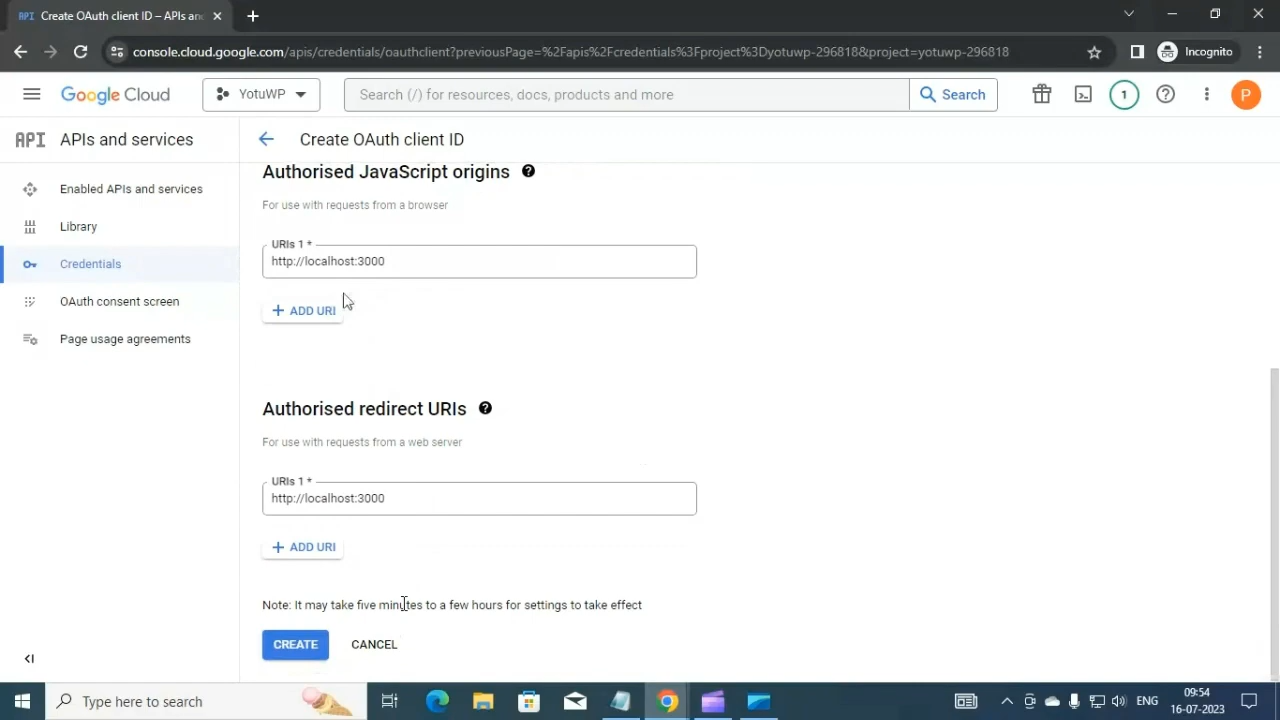 API Create OAuth client ID – APIs an
console.cloud.google.com/apis/credentials/oauthclient?previousPage=%2Fapis%2Fcredentials%3Fproject%3Dyotuwp-296818&project=yotuwp-296818
Incognito
Google Cloud
YotuWP
Search (/) for resources, docs, products and more
Search
1
P
API APIs and services
Create OAuth client ID
Enabled APIs and services
Library
Credentials
OAuth consent screen
Page usage agreements
Authorised JavaScript origins
For use with requests from a browser
URIs 1 *
http://localhost:3000
+ ADD URI
Authorised redirect URIs
For use with requests from a web server
URIs 1 *
http://localhost:3000
+ ADD URI
Note: It may take five minutes to a few hours for settings to take effect
CREATE
CANCEL
Type here to search
ENG
09:54
16-07-2023